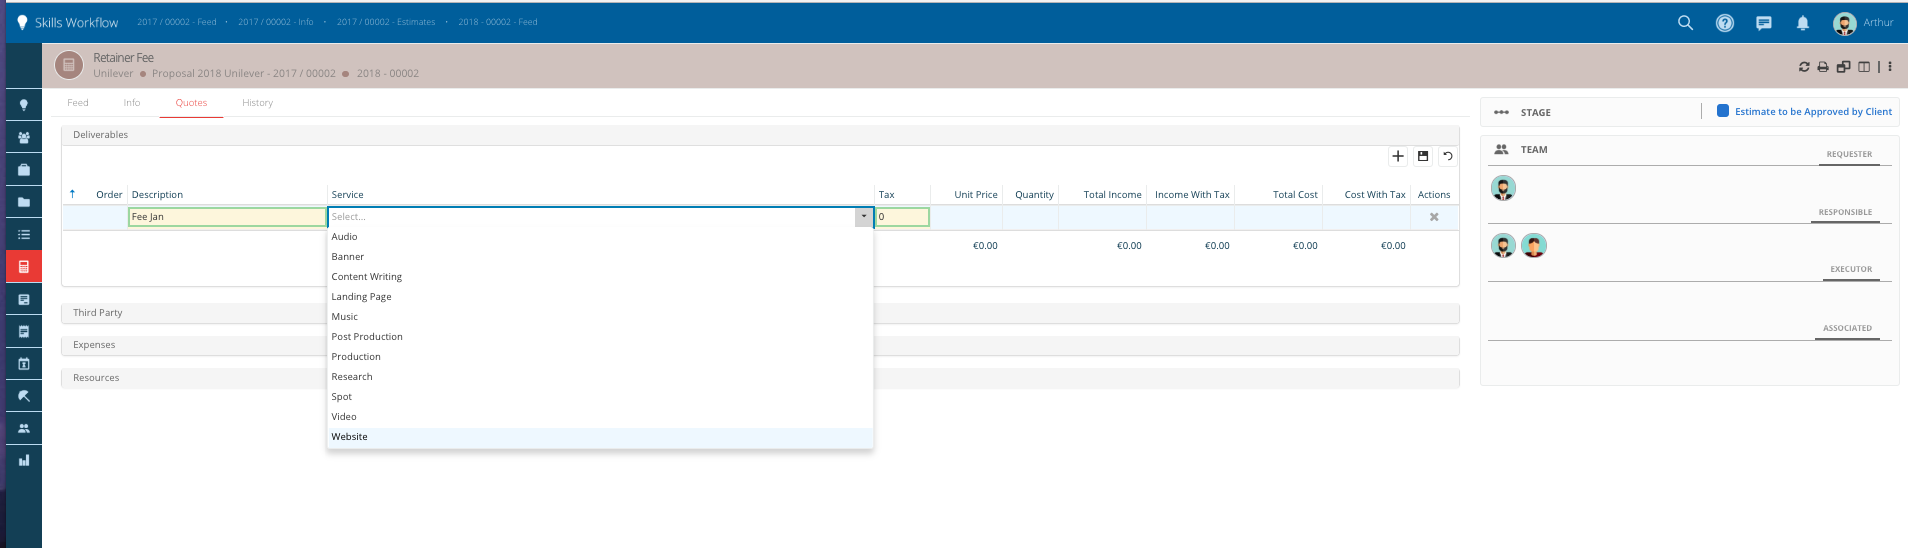 Skills Workflow 2017 / 00002 - Feed • 2017 / 00002 - Info • 2017 / 00002 - Estimates • 2018 - 00002 - Feed Arthur
Retainer Fee
Unilever ● Proposal 2018 Unilever - 2017 / 00002 ● 2018 - 00002
Feed Info Quotes History
Deliverables
↑ Order Description Service Tax Unit Price Quantity Total Income Income With Tax Total Cost Cost With Tax Actions
Fee Jan Select... 0
€0.00 €0.00 €0.00 €0.00 €0.00
Audio
Banner
Content Writing
Landing Page
Music
Post Production
Production
Research
Spot
Video
Website
Third Party
Expenses
Resources
STAGE Estimate to be Approved by Client
TEAM
REQUESTER
RESPONSIBLE
EXECUTOR
ASSOCIATED